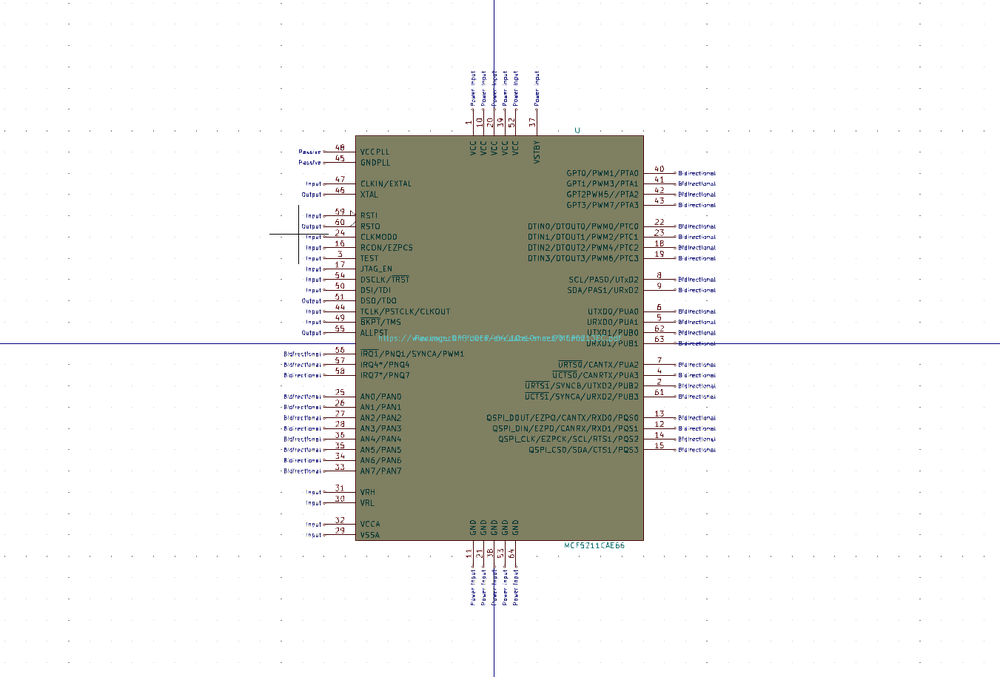 Power Input Power Input Power Input Power Input Power Input Power Input
1 10 20 39 52 37
VCC VCC VCC VCC VCC VSTBY
U
Passive 48 VCCPLL
Passive 45 GNDPLL
Input 47 CLKIN/EXTAL
Output 46 XTAL
Input 59 RSTI
Output 60 RSTO
Input 24 CLKMOD0
Input 16 RCON/EZPCS
Input 3 TEST
Input 17 JTAG_EN
Input 54 DSCLK/TRST
Input 50 DSI/TDI
Output 51 DSO/TDO
Input 44 TCLK/PSTCLK/CLKOUT
Input 49 BKPT/TMS
Output 55 ALLPST
Bidirectional 56 IRQ1/PNQ1/SYNCA/PWM1
Bidirectional 57 IRQ4*/PNQ4
Bidirectional 58 IRQ7*/PNQ7
Bidirectional 25 AN0/PAN0
Bidirectional 26 AN1/PAN1
Bidirectional 27 AN2/PAN2
Bidirectional 28 AN3/PAN3
Bidirectional 36 AN4/PAN4
Bidirectional 35 AN5/PAN5
Bidirectional 34 AN6/PAN6
Bidirectional 33 AN7/PAN7
Input 31 VRH
Input 30 VRL
Input 32 VCCA
Input 29 VSSA
GPT0/PWM1/PTA0 40 Bidirectional
GPT1/PWM3/PTA1 41 Bidirectional
GPT2PWH5//PTA2 42 Bidirectional
GPT3/PWM7/PTA3 43 Bidirectional
DTIN0/DTOUT0/PWM0/PTC0 22 Bidirectional
DTIN1/DTOUT1/PWM2/PTC1 23 Bidirectional
DTIN2/DTOUT2/PWM4/PTC2 18 Bidirectional
DTIN3/DTOUT3/PWM6/PTC3 19 Bidirectional
SCL/PAS0/UTxD2 8 Bidirectional
SDA/PAS1/URxD2 9 Bidirectional
UTXD0/PUA0 6 Bidirectional
URXD0/PUA1 5 Bidirectional
UTXD1/PUB0 62 Bidirectional
URXD1/PUB1 63 Bidirectional
URTS0/CANTX/PUA2 7 Bidirectional
UCTS0/CANRTX/PUA3 4 Bidirectional
URTS1/SYNCB/UTXD2/PUB2 2 Bidirectional
UCTS1/SYNCA/URXD2/PUB3 61 Bidirectional
QSPI_DOUT/EZPQ/CANTX/RXD0/PQS0 13 Bidirectional
QSPI_DIN/EZPD/CANRX/RXD1/PQS1 12 Bidirectional
QSPI_CLK/EZPCK/SCL/RTS1/PQS2 14 Bidirectional
QSPI_CS0/SDA/CTS1/PQS3 15 Bidirectional
GND GND GND GND GND
11 21 38 53 64
Power Input Power Input Power Input Power Input Power Input
MCF5211CAE66